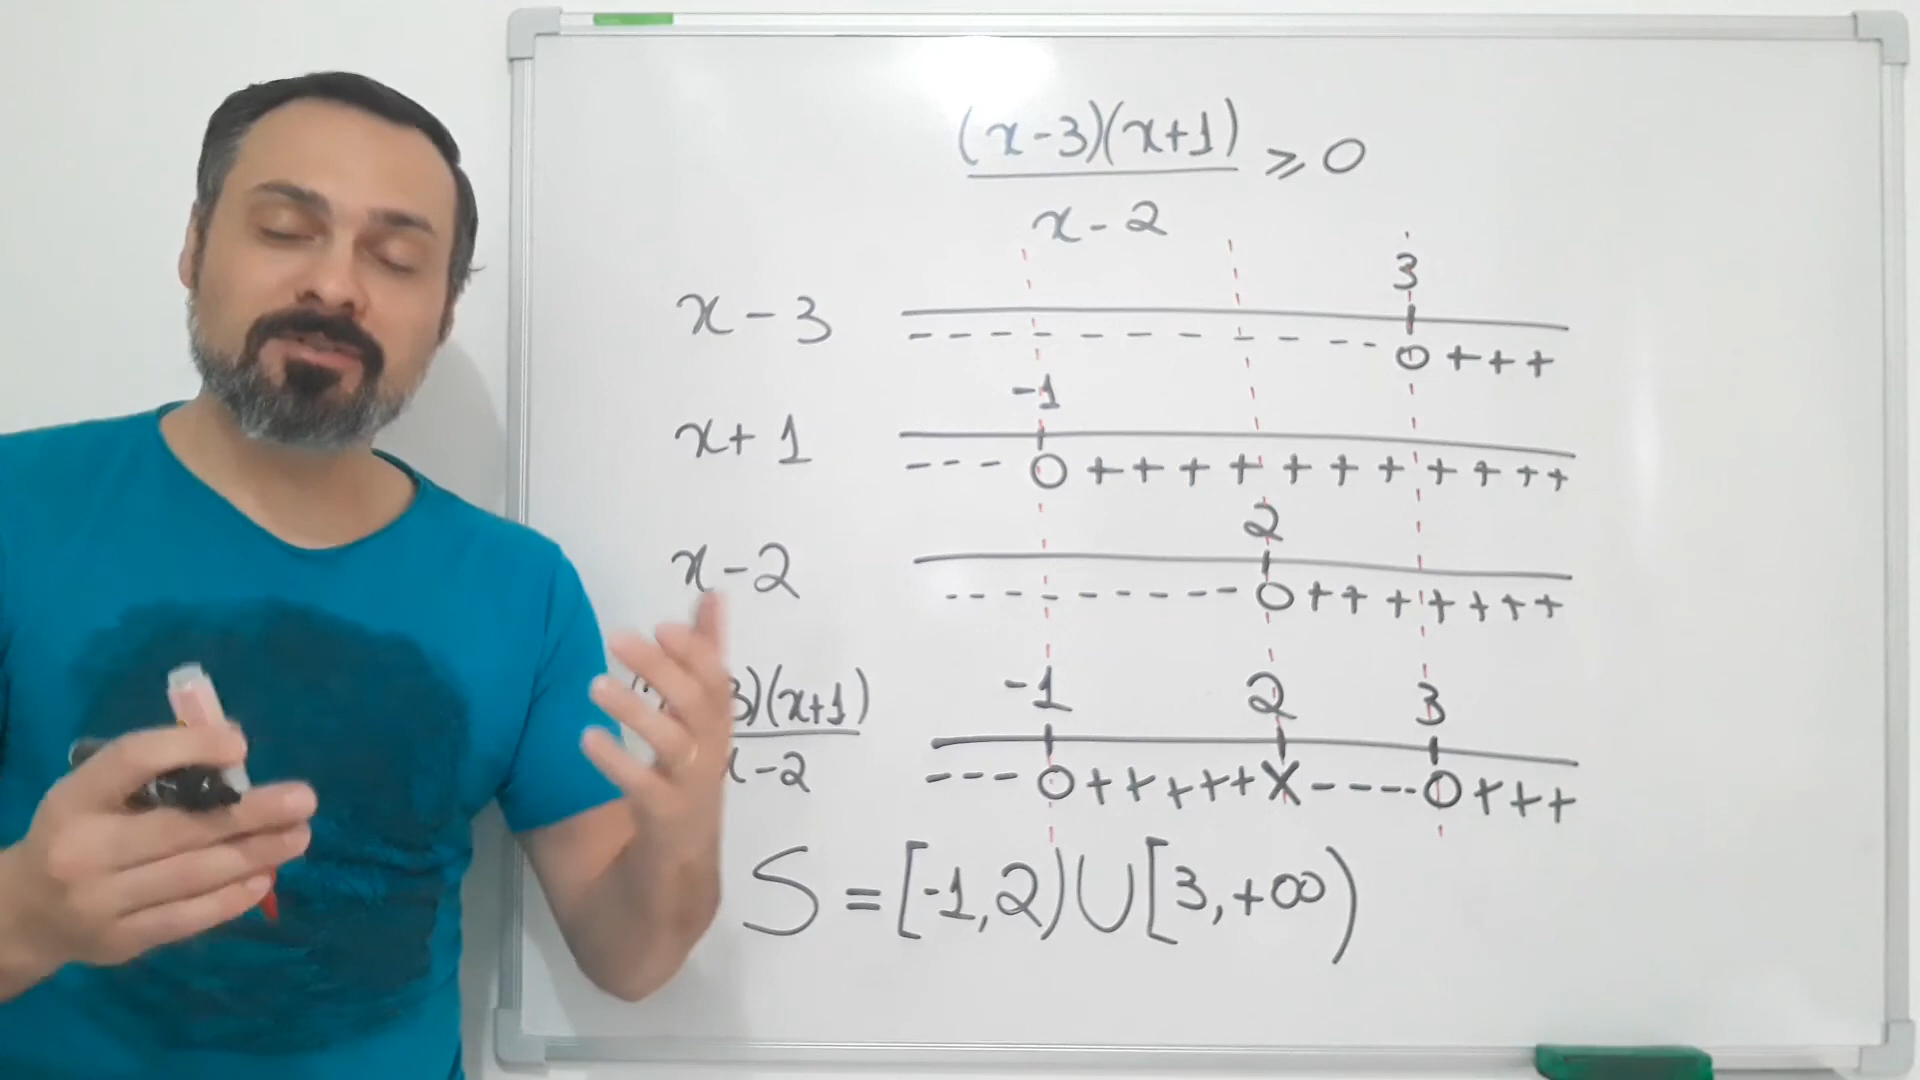 (x-3)(x+1)
⩾ 0
x-2
3
x-3
- - - - - - - - - - 0 + + +
-1
x+1
- - - 0 + + + + + + + + + + +
2
x-2
- - - - - - - - - 0 + + + + + + +
-1 2 3
3)(x+1)
x-2
- - - 0 + + + + + X - - - - 0 + + +
S = [-1,2) ∪ [3,+∞)